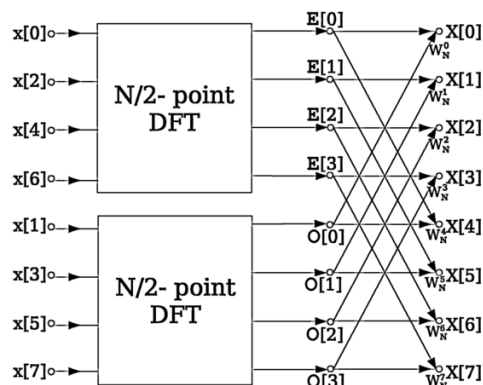 x[0]
x[2]
x[4]
x[6]
x[1]
x[3]
x[5]
x[7]
N/2- point
DFT
N/2- point
DFT
E[0]
E[1]
E[2]
E[3]
O[0]
O[1]
O[2]
O[3]
X[0]
W_N^0
X[1]
W_N^1
X[2]
W_N^2
X[3]
W_N^3
X[4]
W_N^4
X[5]
W_N^5
X[6]
W_N^6
X[7]
W_N^7